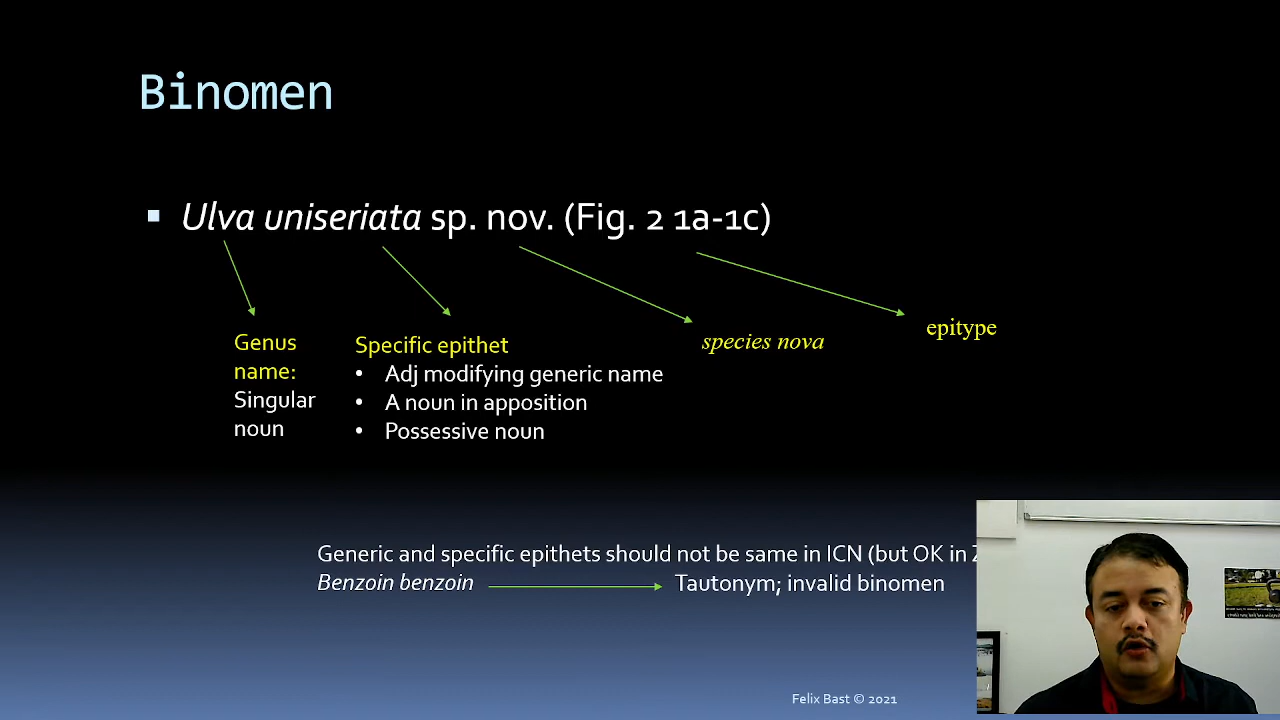 Binomen
Ulva uniseriata sp. nov. (Fig. 2 1a-1c)
Genus
name:
Singular
noun
Specific epithet
• Adj modifying generic name
• A noun in apposition
• Possessive noun
species nova
epitype
Generic and specific epithets should not be same in ICN (but OK in
Benzoin benzoin
Tautonym; invalid binomen
Felix Bast © 2021